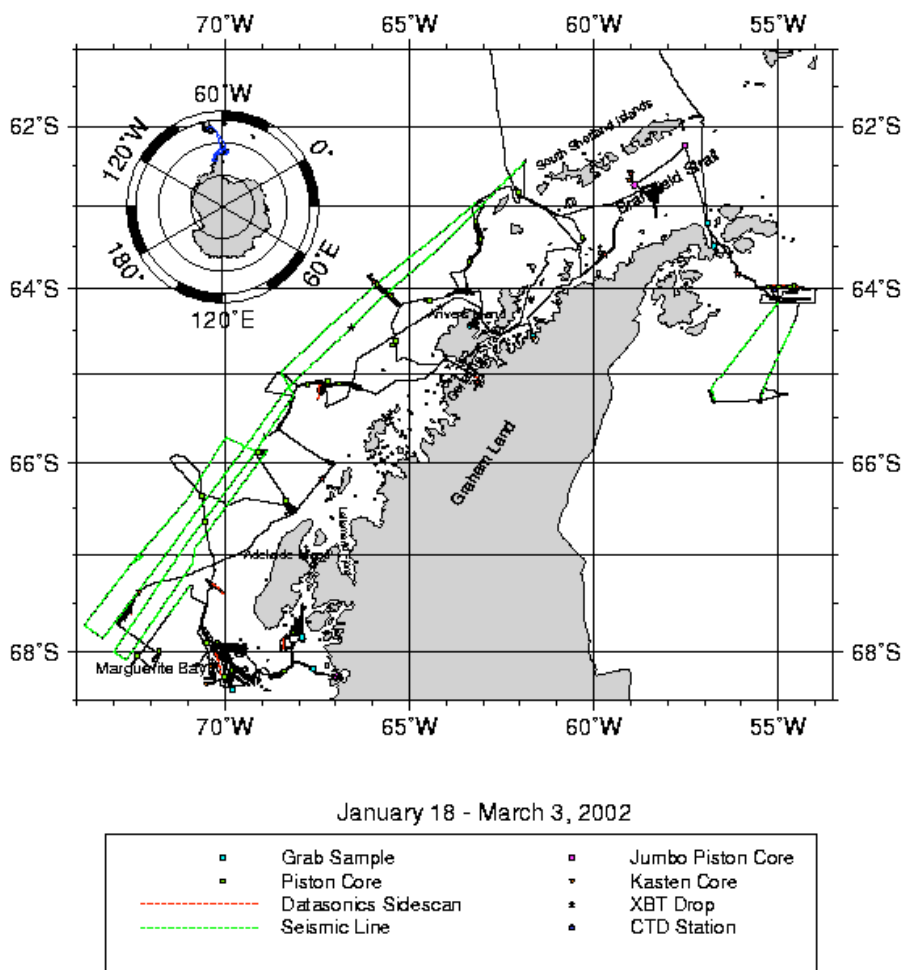 70°W 65°W 60°W 55°W
60°W
120°W 0°
180° 60°E
120°E
62°S 62°S
South Shetland Islands
Bransfield Strait
64°S 64°S
Anvers Island
66°S 66°S
Graham Land
Adelaide Island
68°S 68°S
Marguerite Bay
70°W 65°W 60°W 55°W
January 18 - March 3, 2002
Grab Sample Jumbo Piston Core
Piston Core Kasten Core
Datasonics Sidescan XBT Drop
Seismic Line CTD Station